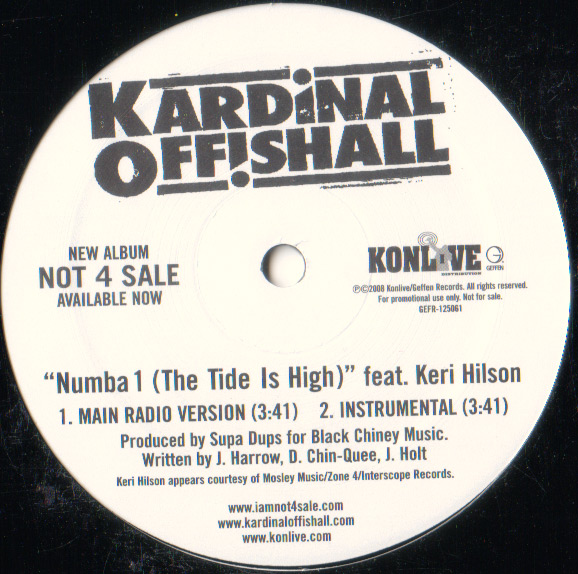 KARDINAL
OFFISHALL
NEW ALBUM
NOT 4 SALE
AVAILABLE NOW
KONLIVE
DISTRIBUTION
G
GEFFEN
℗©2008 Konlive/Geffen Records. All rights reserved.
For promotional use only. Not for sale.
GEFR-125061
“Numba 1 (The Tide Is High)” feat. Keri Hilson
1. MAIN RADIO VERSION (3:41) 2. INSTRUMENTAL (3:41)
Produced by Supa Dups for Black Chiney Music.
Written by J. Harrow, D. Chin-Quee, J. Holt
Keri Hilson appears courtesy of Mosley Music/Zone 4/Interscope Records.
www.iamnot4sale.com
www.kardinaloffishall.com
www.konlive.com